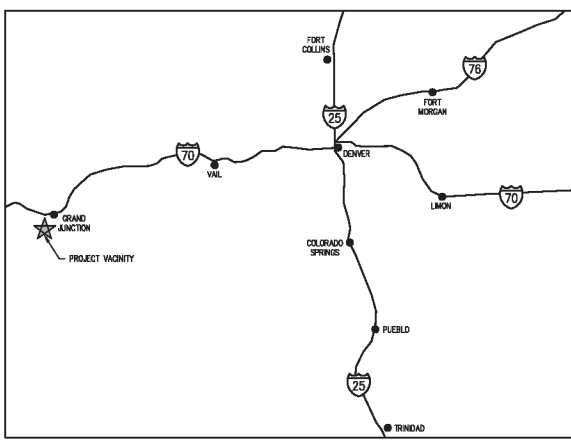 FORT
COLLINS
76
25
FORT
MORGAN
70
VAIL
DENVER
LIMON
70
GRAND
JUNCTION
PROJECT VACINITY
COLORADO
SPRINGS
PUEBLO
25
TRINIDAD